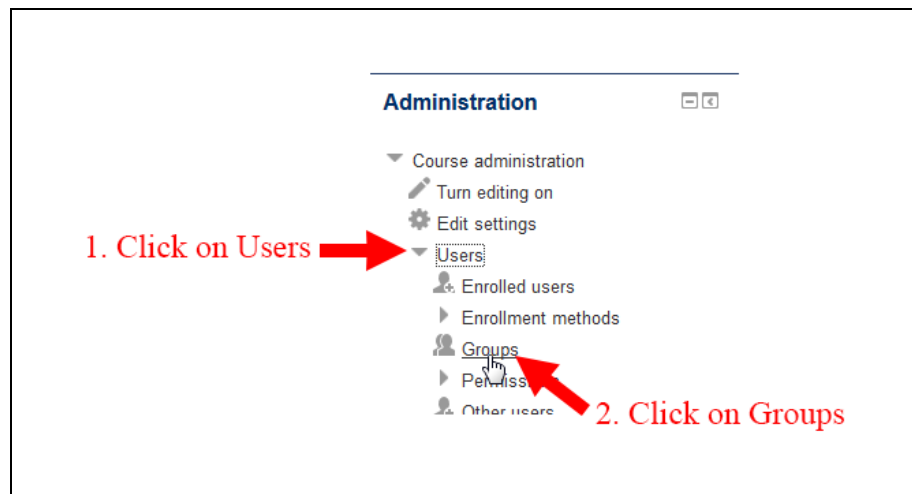 Administration
Course administration
Turn editing on
Edit settings
1. Click on Users
Users
Enrolled users
Enrollment methods
Groups
Other users
2. Click on Groups